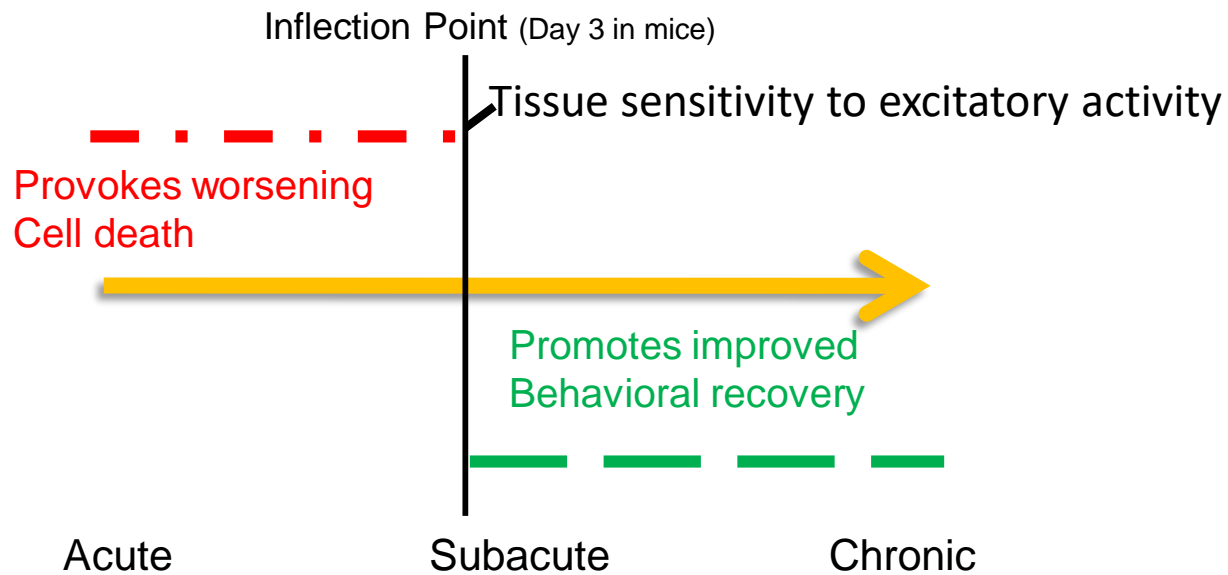 Inflection Point (Day 3 in mice)
Tissue sensitivity to excitatory activity
Provokes worsening
Cell death
Promotes improved
Behavioral recovery
Acute Subacute Chronic